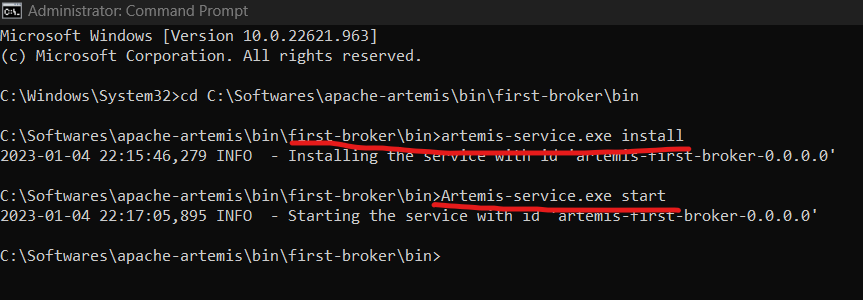 Administrator: Command Prompt
Microsoft Windows [Version 10.0.22621.963]
(c) Microsoft Corporation. All rights reserved.
C:\Windows\System32>cd C:\Softwares\apache-artemis\bin\first-broker\bin
C:\Softwares\apache-artemis\bin\first-broker\bin>artemis-service.exe install
2023-01-04 22:15:46,279 INFO  - Installing the service with id 'artemis-first-broker-0.0.0.0'
C:\Softwares\apache-artemis\bin\first-broker\bin>Artemis-service.exe start
2023-01-04 22:17:05,895 INFO  - Starting the service with id 'artemis-first-broker-0.0.0.0'
C:\Softwares\apache-artemis\bin\first-broker\bin>